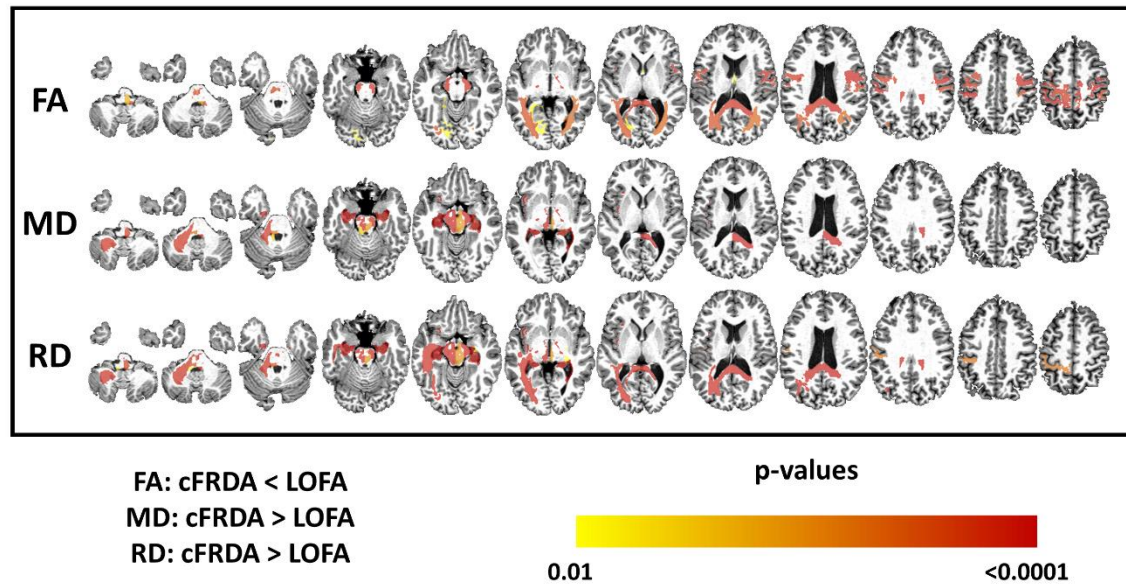 FA
MD
RD
FA: cFRDA < LOFA
MD: cFRDA > LOFA
RD: cFRDA > LOFA
p-values
0.01 <0.0001